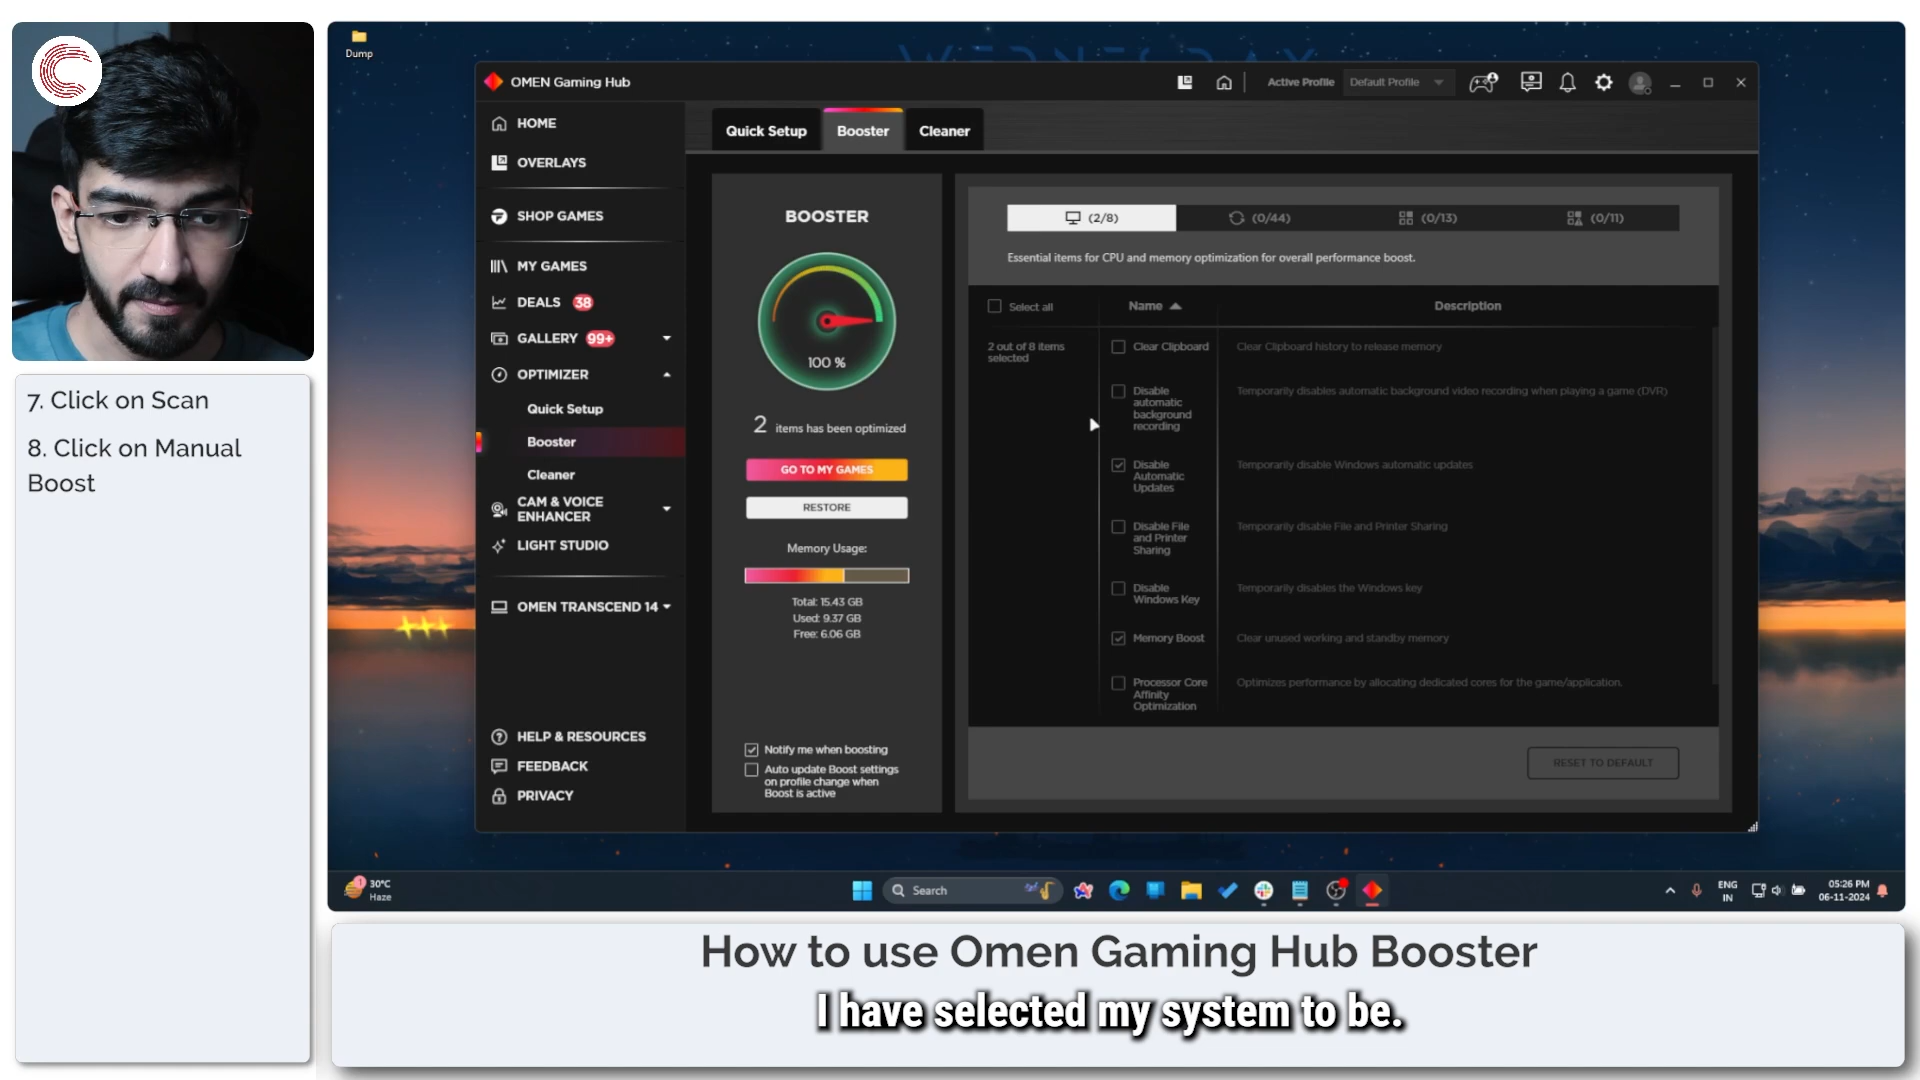 Dump
OMEN Gaming Hub
Active Profile
Default Profile
HOME
OVERLAYS
SHOP GAMES
MY GAMES
DEALS 38
GALLERY 99+
OPTIMIZER
Quick Setup
Booster
Cleaner
CAM & VOICE
ENHANCER
LIGHT STUDIO
OMEN TRANSCEND 14
HELP & RESOURCES
FEEDBACK
PRIVACY
Quick Setup Booster Cleaner
BOOSTER
100 %
2 items has been optimized
GO TO MY GAMES
RESTORE
Memory Usage:
Total: 15.43 GB
Used: 9.37 GB
Free: 6.06 GB
Notify me when boosting
Auto update Boost settings
on profile change when
Boost is active
(2/8) (0/44) (0/13) (0/11)
Essential items for CPU and memory optimization for overall performance boost.
Select all Name Description
2 out of 8 items
selected
Clear Clipboard Clear Clipboard history to release memory
Disable
automatic
background
recording
Temporarily disables automatic background video recording when playing a game (DVR)
Disable
Automatic
Updates
Temporarily disable Windows automatic updates
Disable File
and Printer
Sharing
Temporarily disable File and Printer Sharing
Disable
Windows Key
Temporarily disables the Windows key
Memory Boost Clear unused working and standby memory
Processor Core
Affinity
Optimization
Optimizes performance by allocating dedicated cores for the game/application.
RESET TO DEFAULT
7. Click on Scan
8. Click on Manual
Boost
1
30°C
Haze
Search
ENG
IN
05:26 PM
06-11-2024
How to use Omen Gaming Hub Booster
I have selected my system to be.